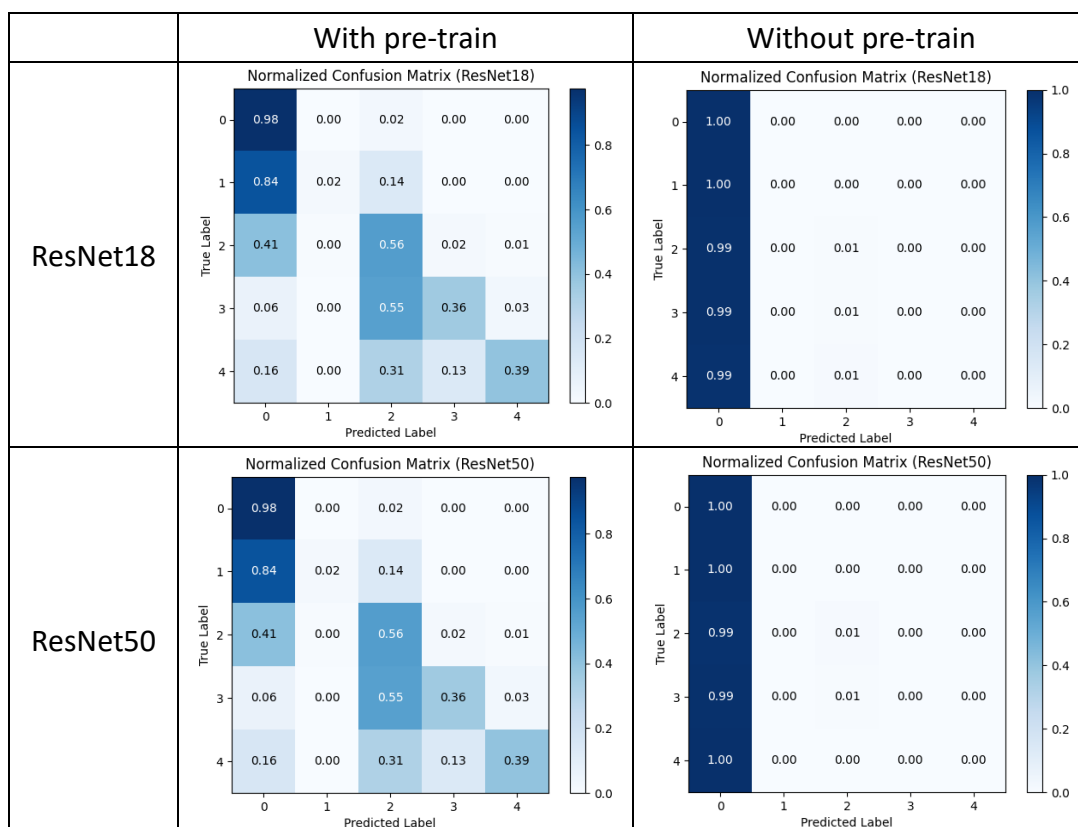 With pre-train
Without pre-train
ResNet18
Normalized Confusion Matrix (ResNet18)
True Label
0 0.98 0.00 0.02 0.00 0.00
1 0.84 0.02 0.14 0.00 0.00
2 0.41 0.00 0.56 0.02 0.01
3 0.06 0.00 0.55 0.36 0.03
4 0.16 0.00 0.31 0.13 0.39
0 1 2 3 4
Predicted Label
0.8
0.6
0.4
0.2
0.0
Normalized Confusion Matrix (ResNet18)
True Label
0 1.00 0.00 0.00 0.00 0.00
1 1.00 0.00 0.00 0.00 0.00
2 0.99 0.00 0.01 0.00 0.00
3 0.99 0.00 0.01 0.00 0.00
4 0.99 0.00 0.01 0.00 0.00
0 1 2 3 4
Predicted Label
1.0
0.8
0.6
0.4
0.2
0.0
ResNet50
Normalized Confusion Matrix (ResNet50)
True Label
0 0.98 0.00 0.02 0.00 0.00
1 0.84 0.02 0.14 0.00 0.00
2 0.41 0.00 0.56 0.02 0.01
3 0.06 0.00 0.55 0.36 0.03
4 0.16 0.00 0.31 0.13 0.39
0 1 2 3 4
Predicted Label
0.8
0.6
0.4
0.2
0.0
Normalized Confusion Matrix (ResNet50)
True Label
0 1.00 0.00 0.00 0.00 0.00
1 1.00 0.00 0.00 0.00 0.00
2 0.99 0.00 0.01 0.00 0.00
3 0.99 0.00 0.01 0.00 0.00
4 1.00 0.00 0.00 0.00 0.00
0 1 2 3 4
Predicted Label
1.0
0.8
0.6
0.4
0.2
0.0